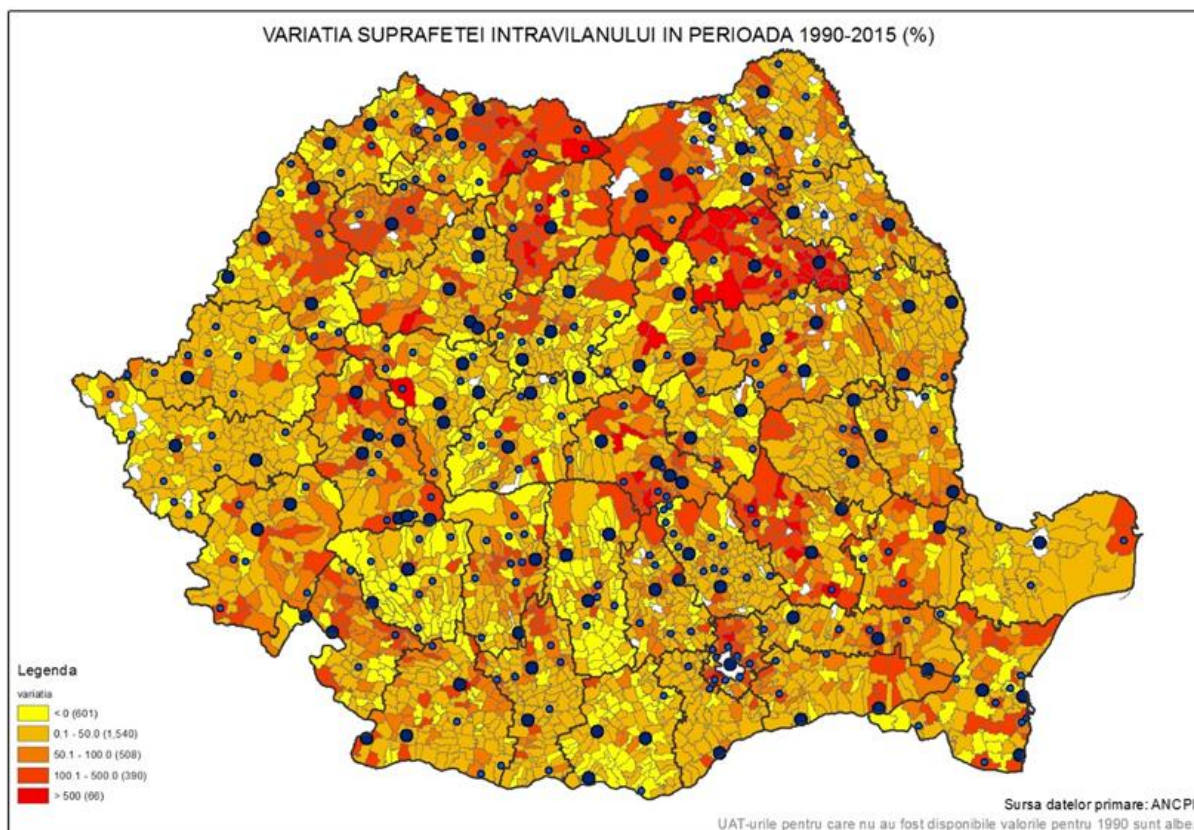 VARIATIA SUPRAFETEI INTRAVILANULUI IN PERIOADA 1990-2015 (%)
Legenda
variatia
< 0 (601)
0.1 - 50.0 (1,540)
50.1 - 100.0 (508)
100.1 - 500.0 (390)
> 500 (66)
Sursa datelor primare: ANCPI
UAT-urile pentru care nu au fost disponibile valorile pentru 1990 sunt albe.